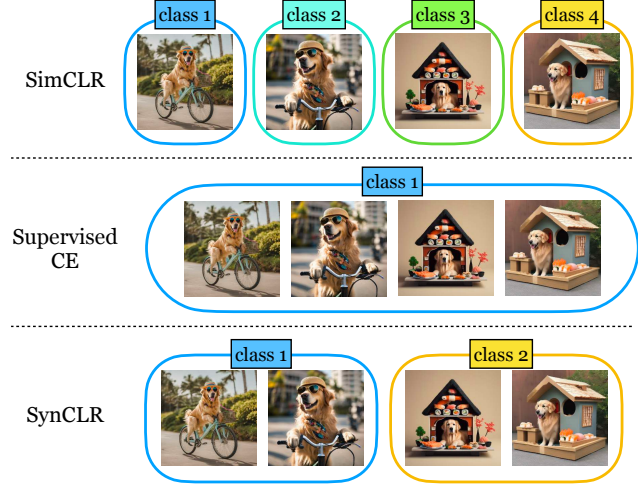 class 1
class 2
class 3
class 4
SimCLR
class 1
Supervised
CE
class 1
class 2
SynCLR